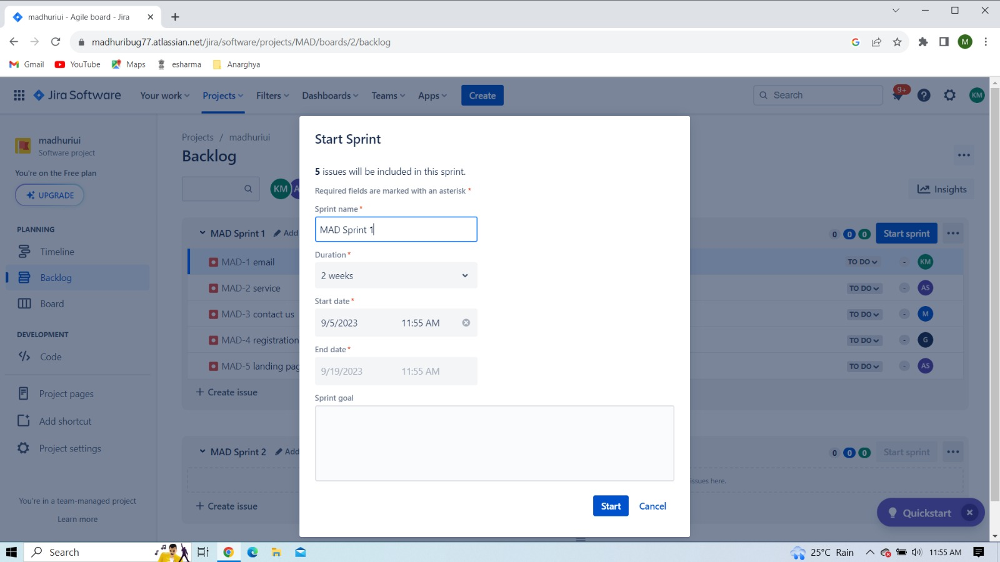 madhuriui - Agile board - Jira
madhuribug77.atlassian.net/jira/software/projects/MAD/boards/2/backlog
M
Gmail YouTube Maps esharma Anarghya
Jira Software Your work Projects Filters Dashboards Teams Apps Create Search 9+ KM
madhuriui
Software project
You're on the Free plan
UPGRADE
PLANNING
Timeline
Backlog
Board
DEVELOPMENT
Code
Project pages
Add shortcut
Project settings
You're in a team-managed project
Learn more
Projects / madhuriui
Backlog
KM A
Insights
MAD Sprint 1 Add 0 0 0 Start sprint
MAD-1 email TO DO - KM
MAD-2 service TO DO - AS
MAD-3 contact us TO DO - M
MAD-4 registration TO DO - G
MAD-5 landing pag TO DO - AS
+ Create issue
MAD Sprint 2 Add 0 0 0 Start sprint
issues here.
+ Create issue
Quickstart
Start Sprint
5 issues will be included in this sprint.
Required fields are marked with an asterisk *
Sprint name*
MAD Sprint 1
Duration*
2 weeks
Start date*
9/5/2023 11:55 AM
End date*
9/19/2023 11:55 AM
Sprint goal
Start Cancel
Search 25°C Rain 11:55 AM